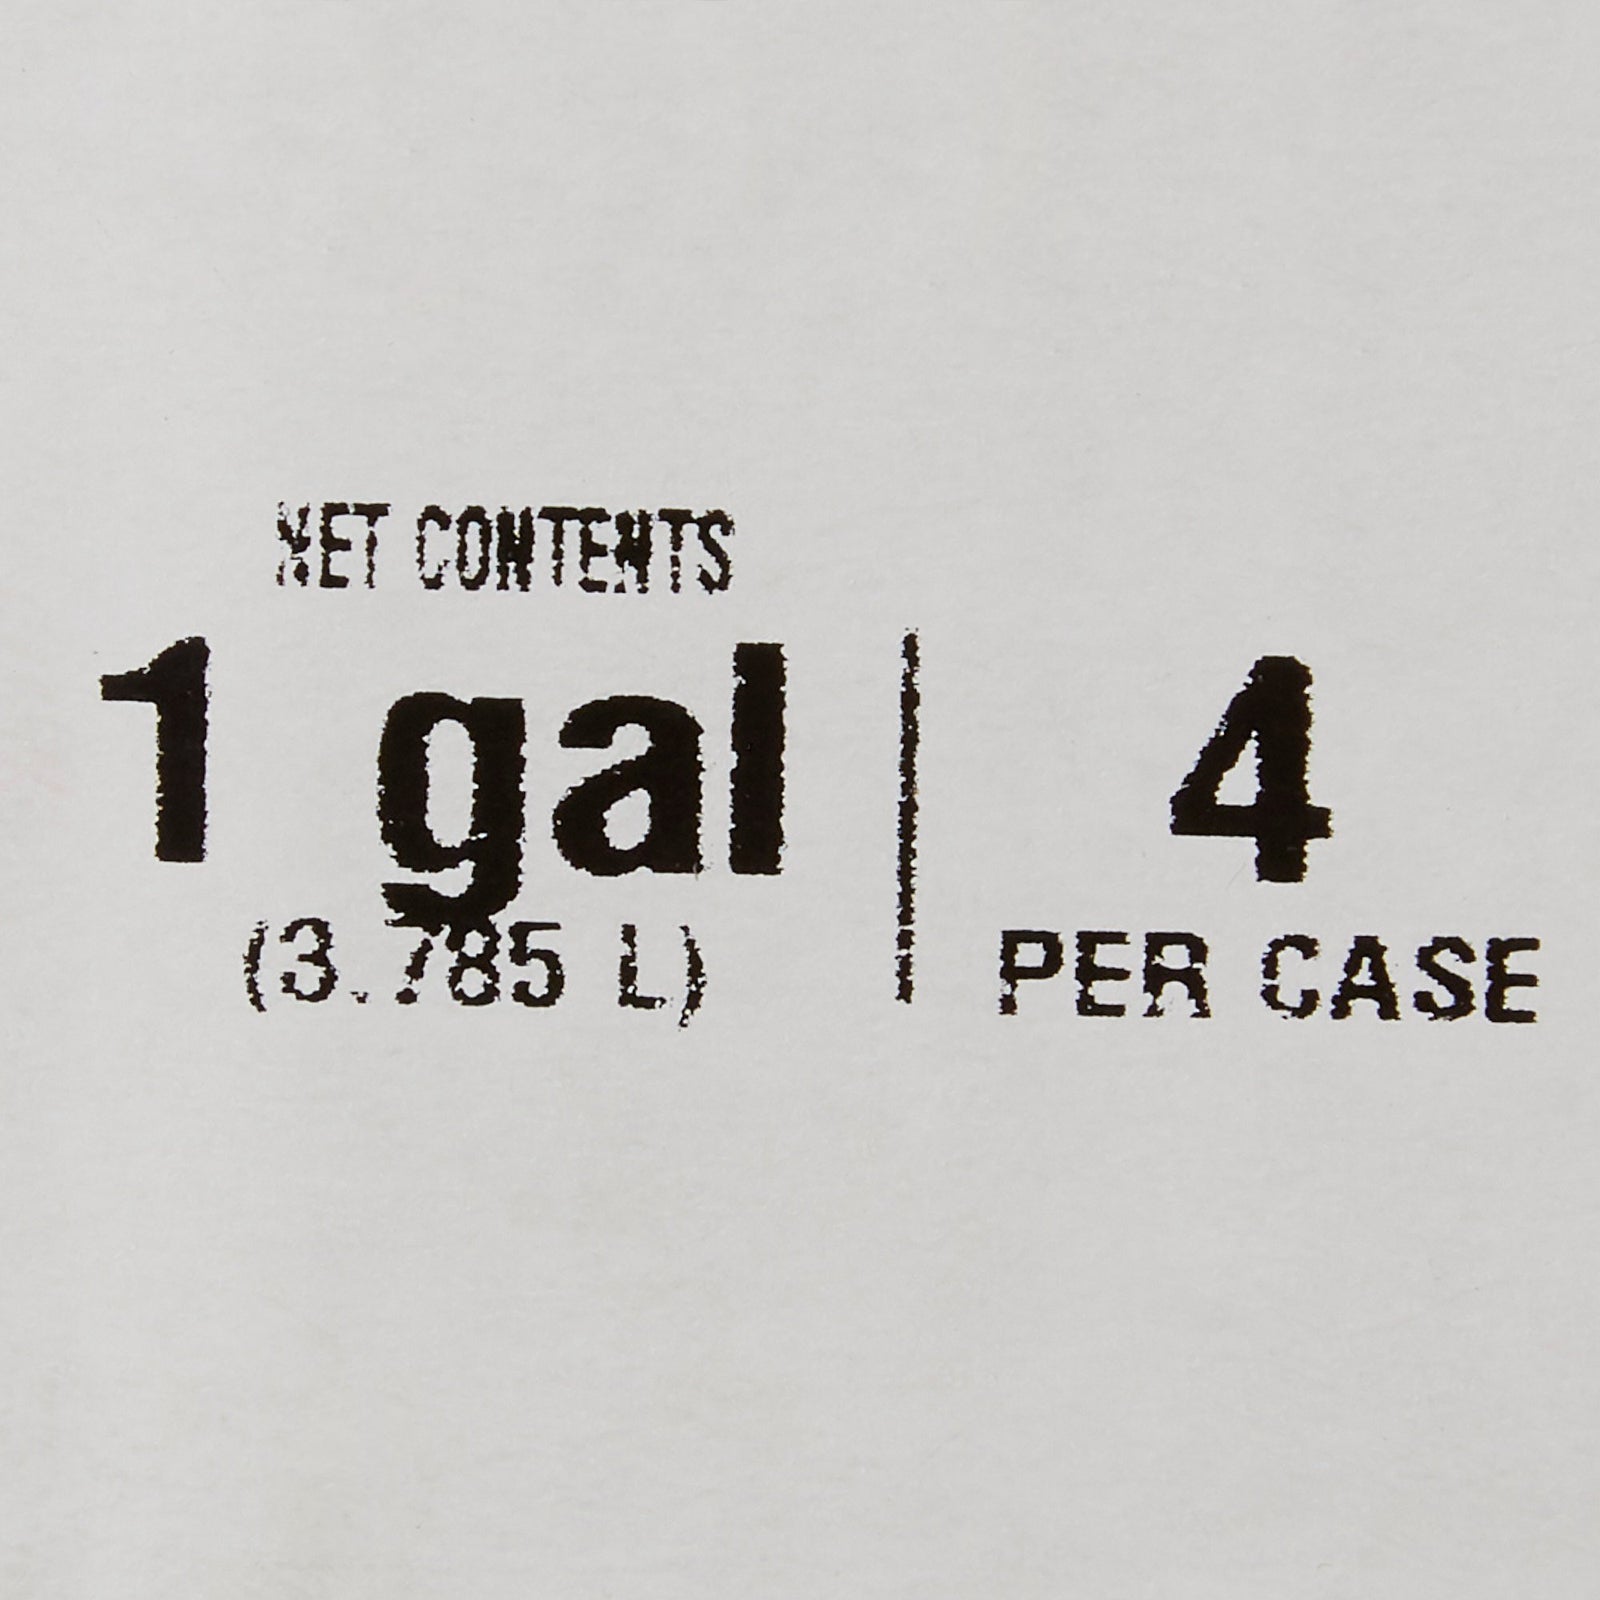 NET CONTENTS
1 gal
(3.785 L)
4
PER CASE